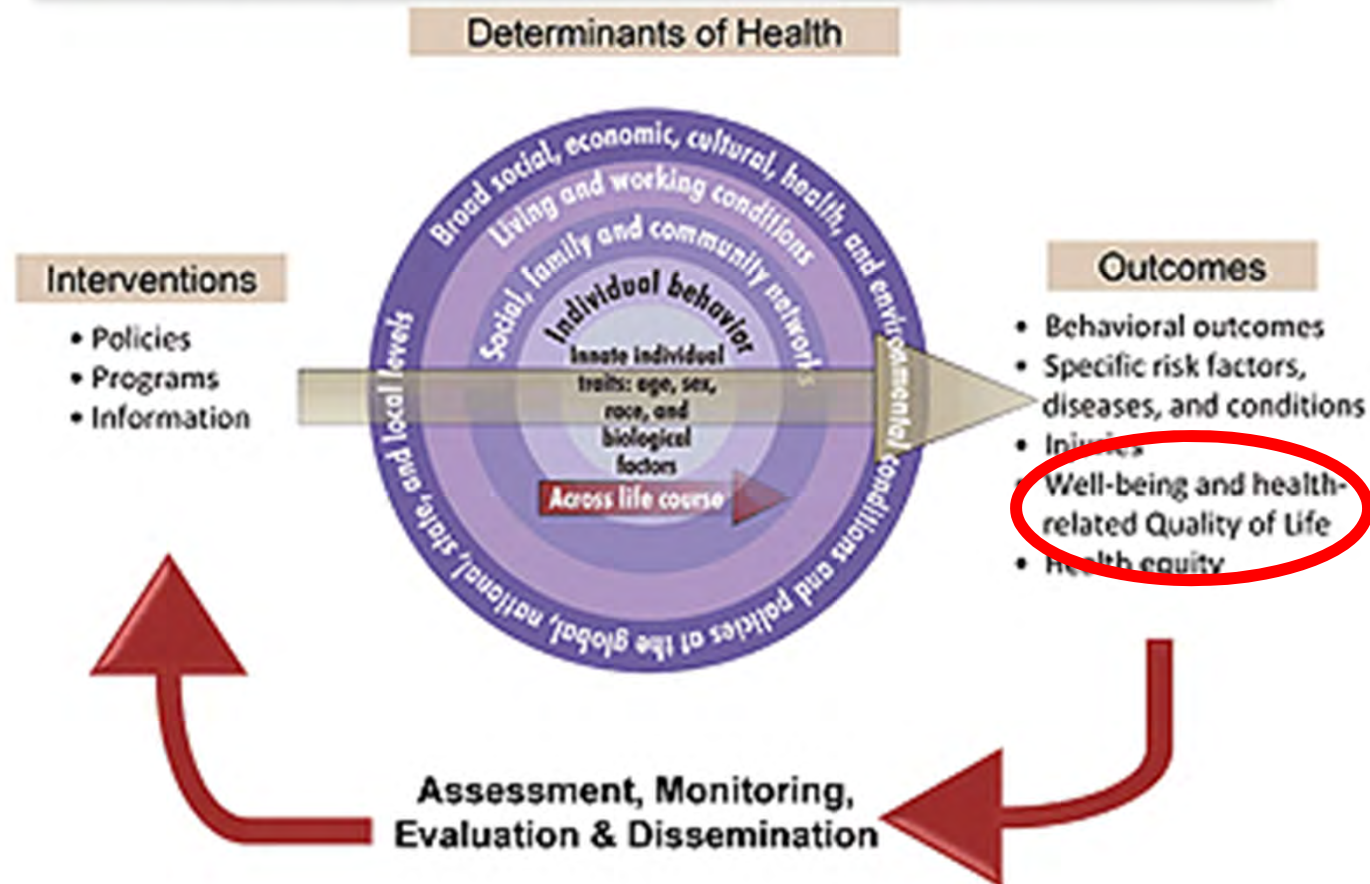 Determinants of Health
Broad social, economic, cultural, health, and environmental conditions and policies at the global, national, state, and local levels
Living and working conditions
Social, family and community networks
Individual behavior
Innate individual
traits: age, sex,
race, and
biological
factors
Across life course
Interventions
• Policies
• Programs
• Information
Outcomes
• Behavioral outcomes
• Specific risk factors,
diseases, and conditions
• Injuries
• Well-being and health-
related Quality of Life
• Health equity
Assessment, Monitoring,
Evaluation & Dissemination